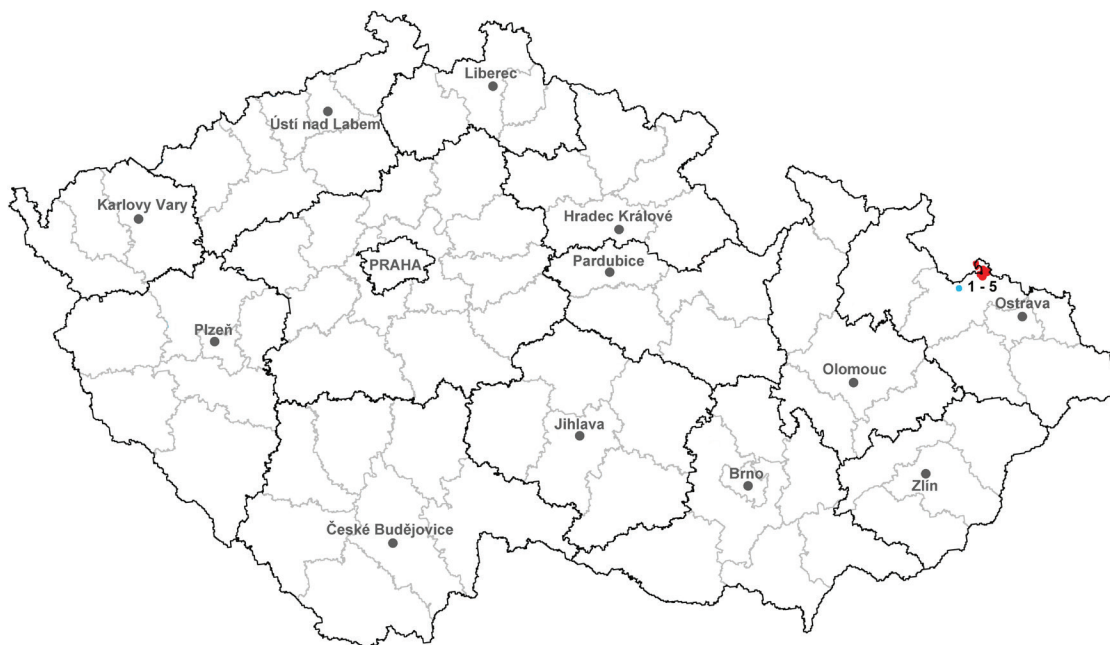 Liberec
Ústí nad Labem
Karlovy Vary
Hradec Králové
PRAHA
Pardubice
1 - 5
Ostrava
Plzeň
Olomouc
Jihlava
Brno
Zlín
České Budějovice